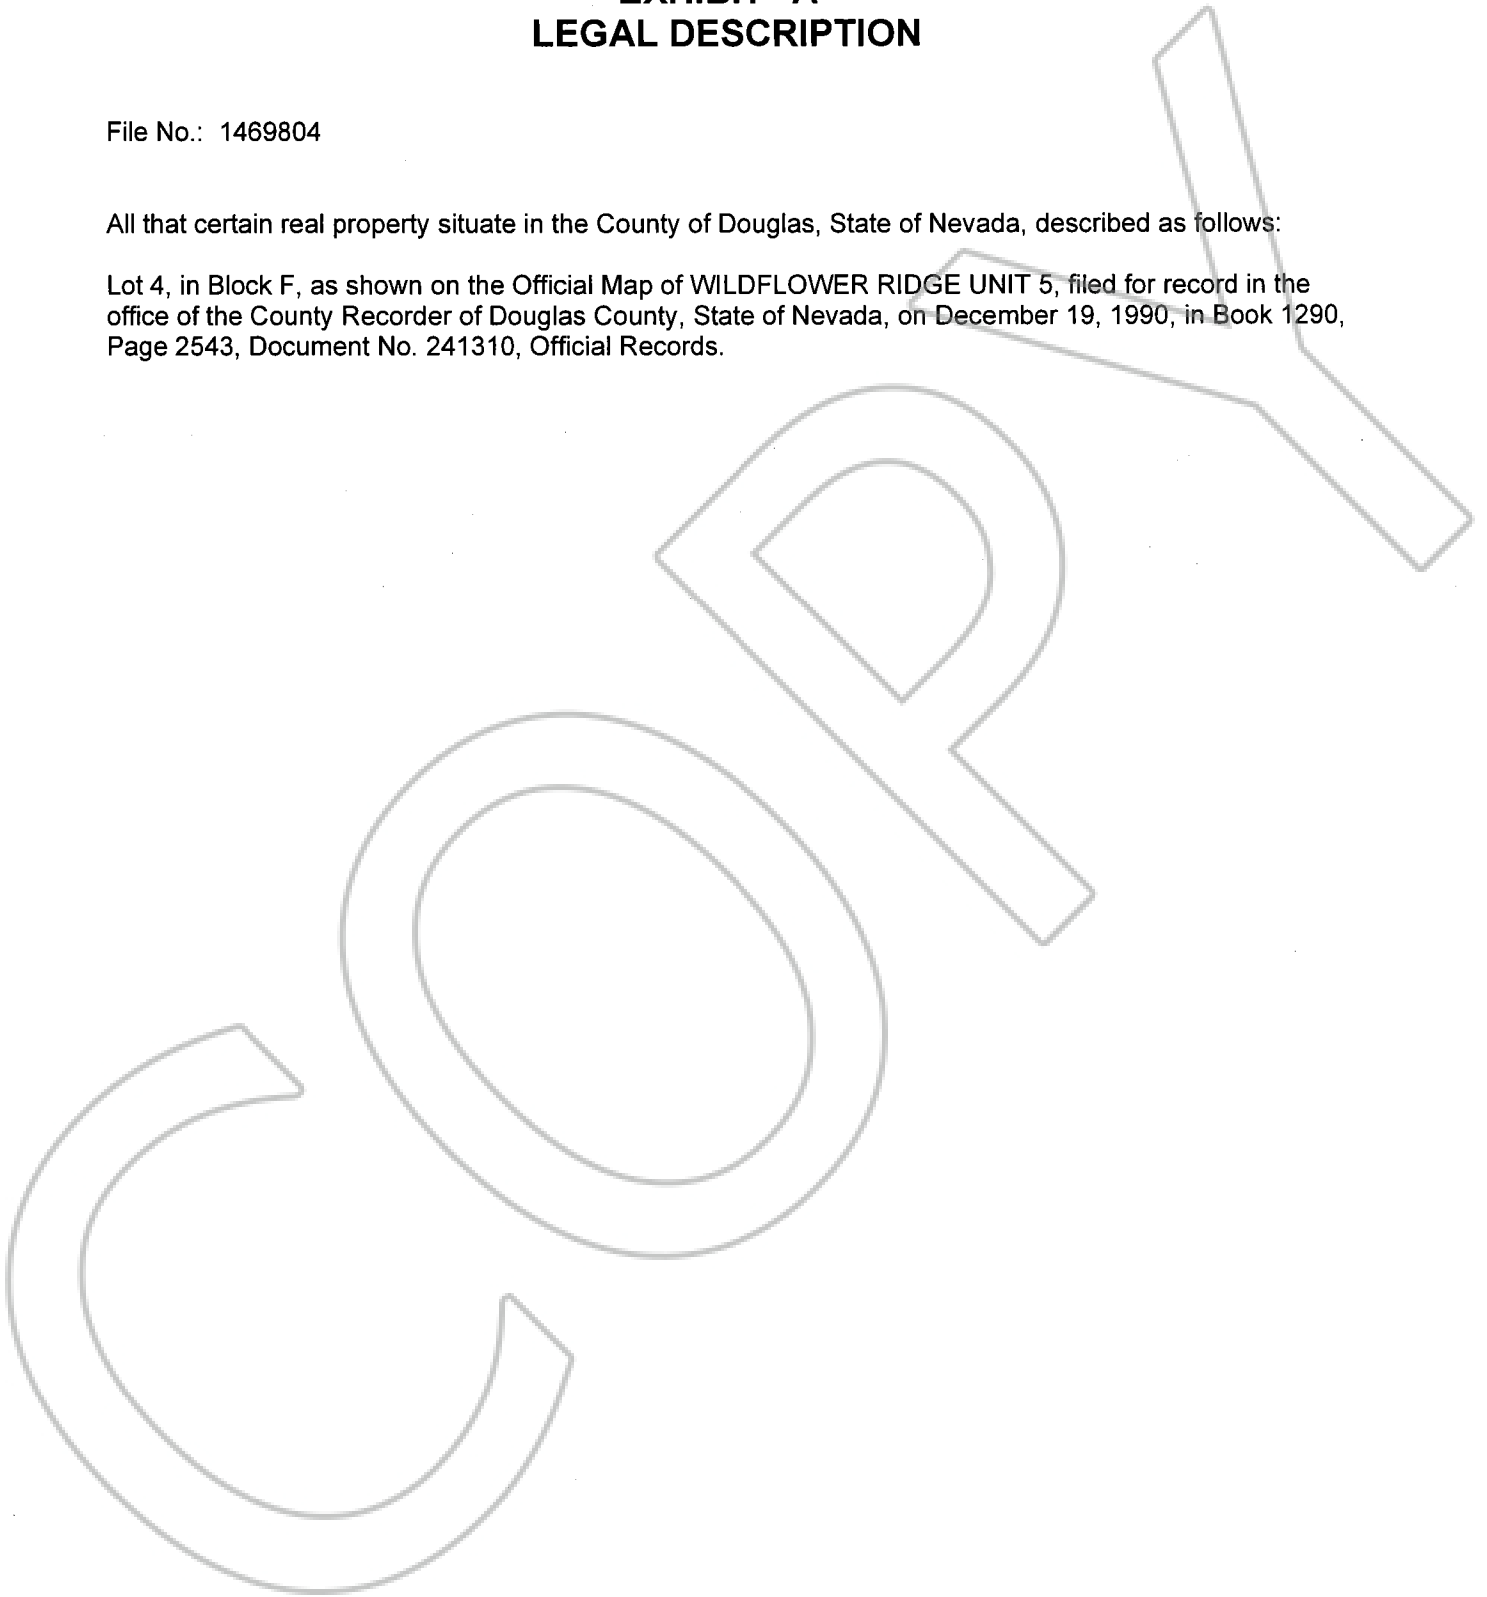 EXHIBIT "A"
LEGAL DESCRIPTION
File No.: 1469804
All that certain real property situate in the County of Douglas, State of Nevada, described as follows:
Lot 4, in Block F, as shown on the Official Map of WILDFLOWER RIDGE UNIT 5, filed for record in the
office of the County Recorder of Douglas County, State of Nevada, on December 19, 1990, in Book 1290,
Page 2543, Document No. 241310, Official Records.
COPY